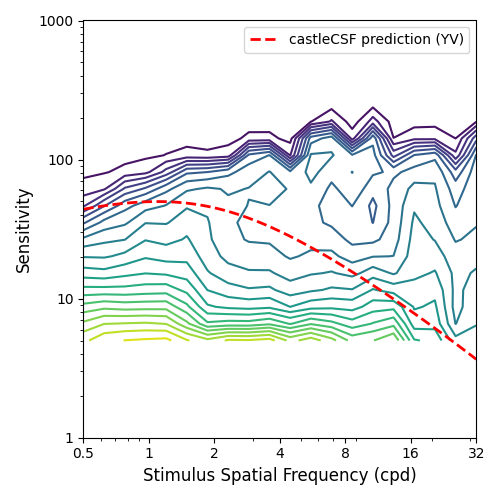 1000
castleCSF prediction (YV)
100
Sensitivity
10
1
0.5 1 2 4 8 16 32
Stimulus Spatial Frequency (cpd)